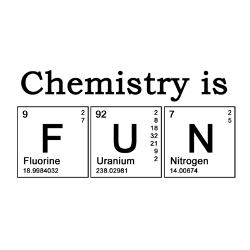 Chemistry is
9 2 7 92 2 8 18 32 21 9 2 7 2 5
F U N
Fluorine Uranium Nitrogen
18.9984032 238.02981 14.00674